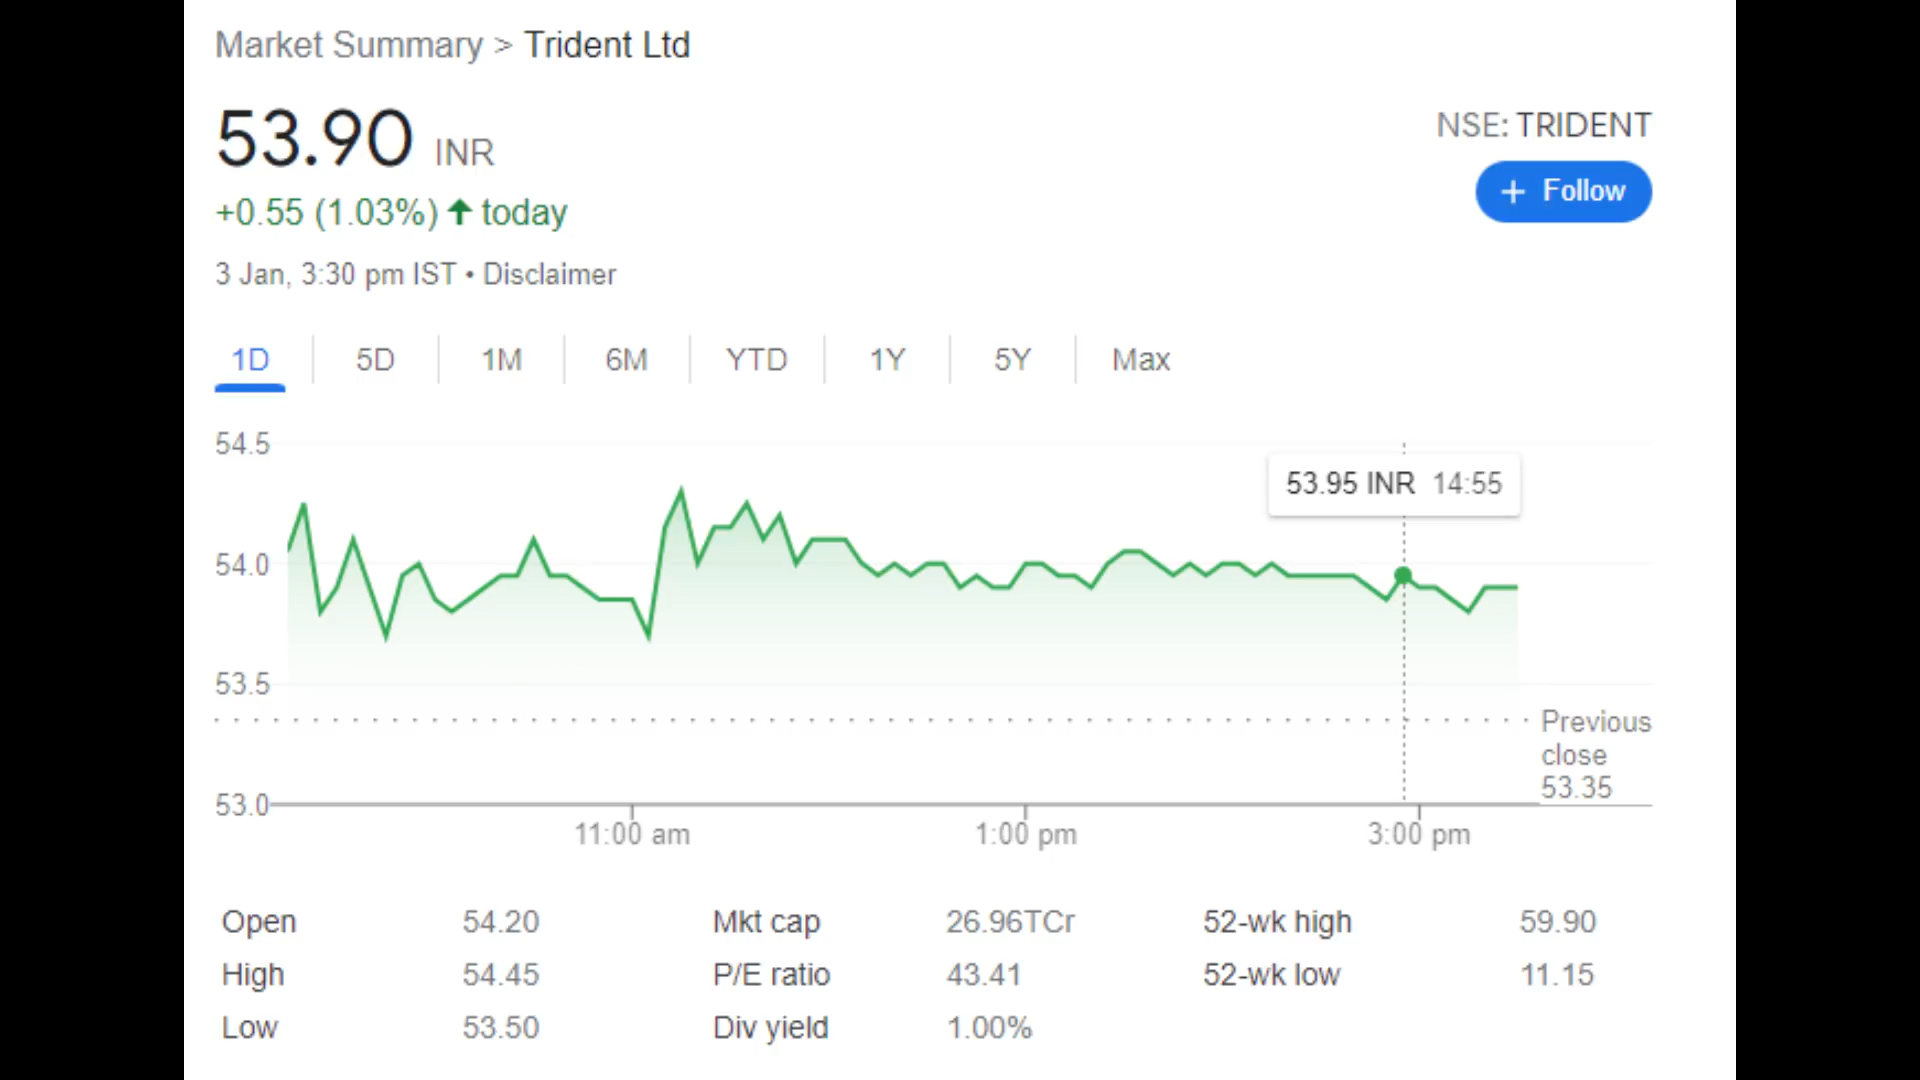 Market Summary > Trident Ltd
53.90 INR
NSE: TRIDENT
+ Follow
+0.55 (1.03%) ↑ today
3 Jan, 3:30 pm IST • Disclaimer
1D 5D 1M 6M YTD 1Y 5Y Max
54.5
53.95 INR 14:55
54.0
53.5
Previous
close
53.35
53.0
11:00 am 1:00 pm 3:00 pm
Open 54.20 Mkt cap 26.96TCr 52-wk high 59.90
High 54.45 P/E ratio 43.41 52-wk low 11.15
Low 53.50 Div yield 1.00%